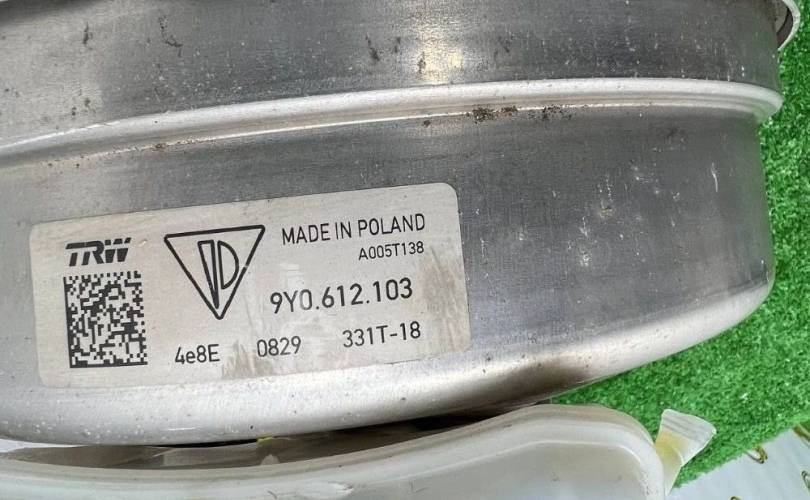 TRW
MADE IN POLAND
A005T138
9Y0.612.103
4e8E 0829 331T-18